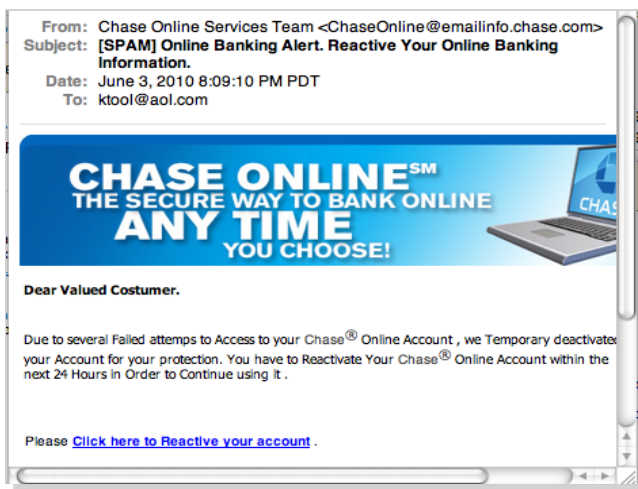 From: Chase Online Services Team <ChaseOnline@emailinfo.chase.com>
Subject: [SPAM] Online Banking Alert. Reactive Your Online Banking
Information.
Date: June 3, 2010 8:09:10 PM PDT
To: ktool@aol.com
CHASE ONLINE℠
THE SECURE WAY TO BANK ONLINE
ANY TIME
YOU CHOOSE!
CHAS
Dear Valued Costumer.
Due to several Failed attemps to Access to your Chase® Online Account , we Temporary deactivated
your Account for your protection. You have to Reactivate Your Chase® Online Account within the
next 24 Hours in Order to Continue using it .
Please Click here to Reactive your account .